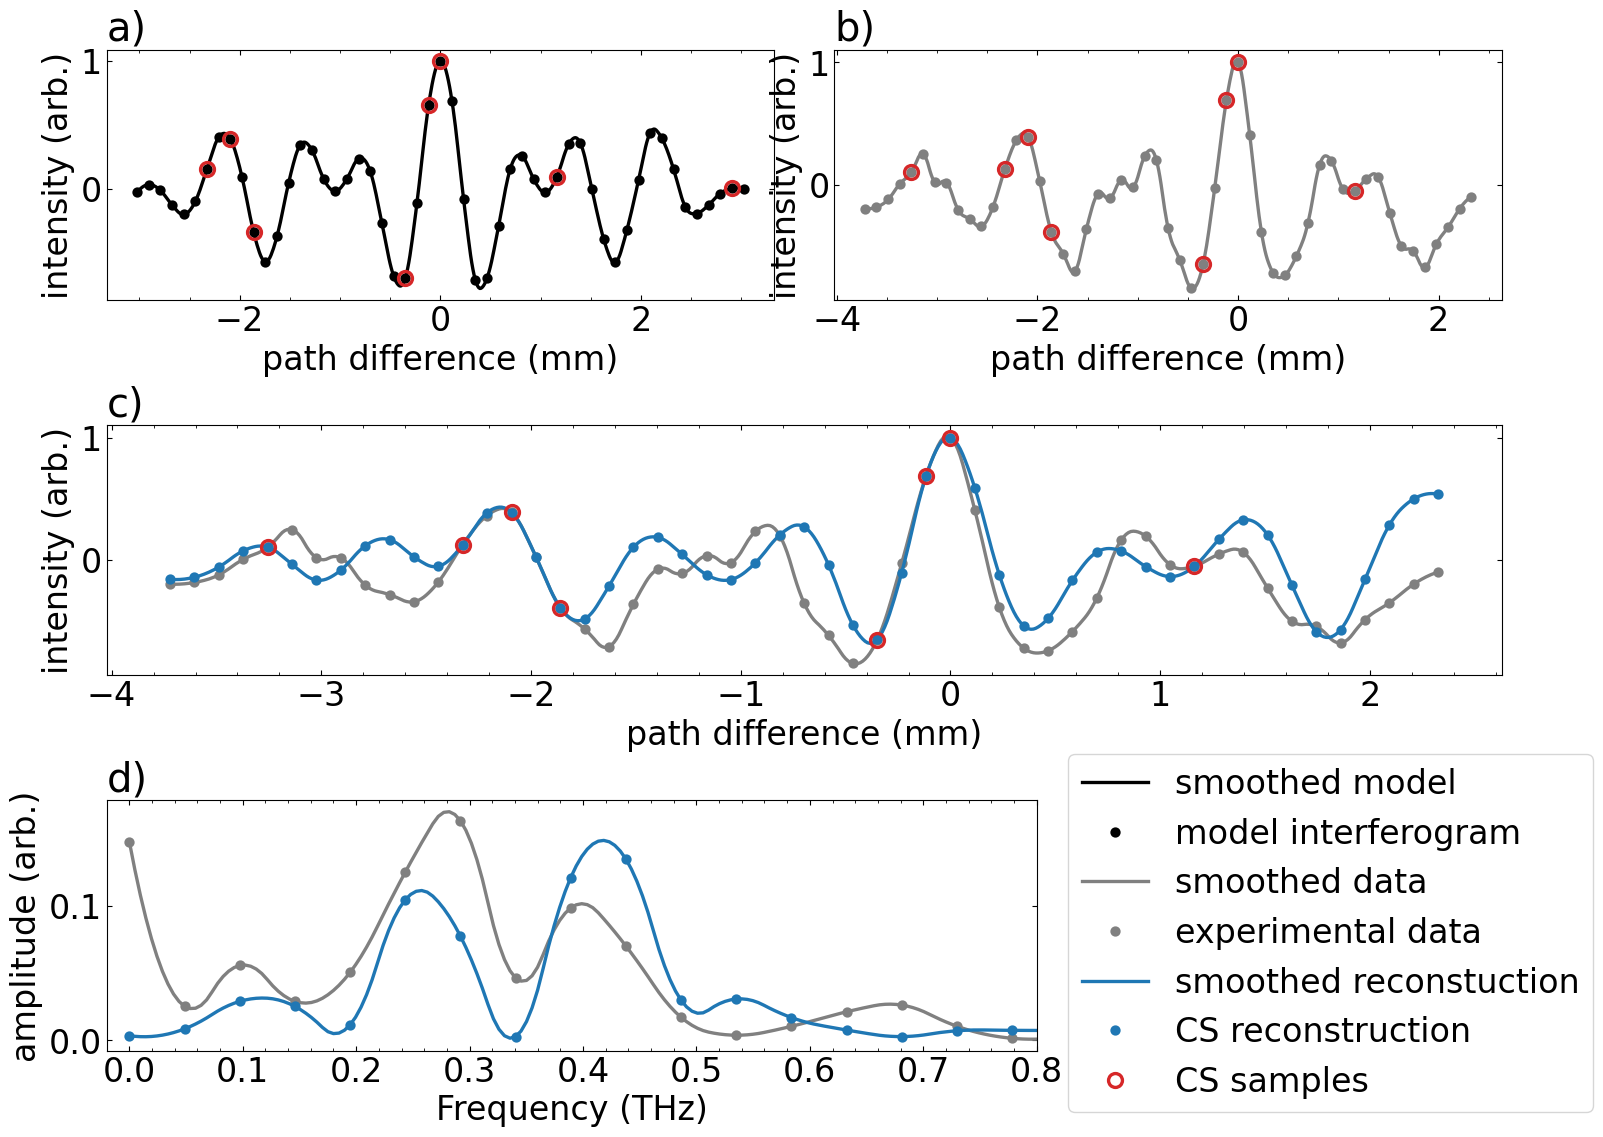 a)
b)
intensity (arb.)
1
0
−2
0
2
path difference (mm)
intensity (arb.)
1
0
−4
−2
0
2
path difference (mm)
c)
intensity (arb.)
1
0
−4
−3
−2
−1
0
1
2
path difference (mm)
d)
amplitude (arb.)
0.1
0.0
0.0
0.1
0.2
0.3
0.4
0.5
0.6
0.7
0.8
Frequency (THz)
smoothed model
model interferogram
smoothed data
experimental data
smoothed reconstuction
CS reconstruction
CS samples